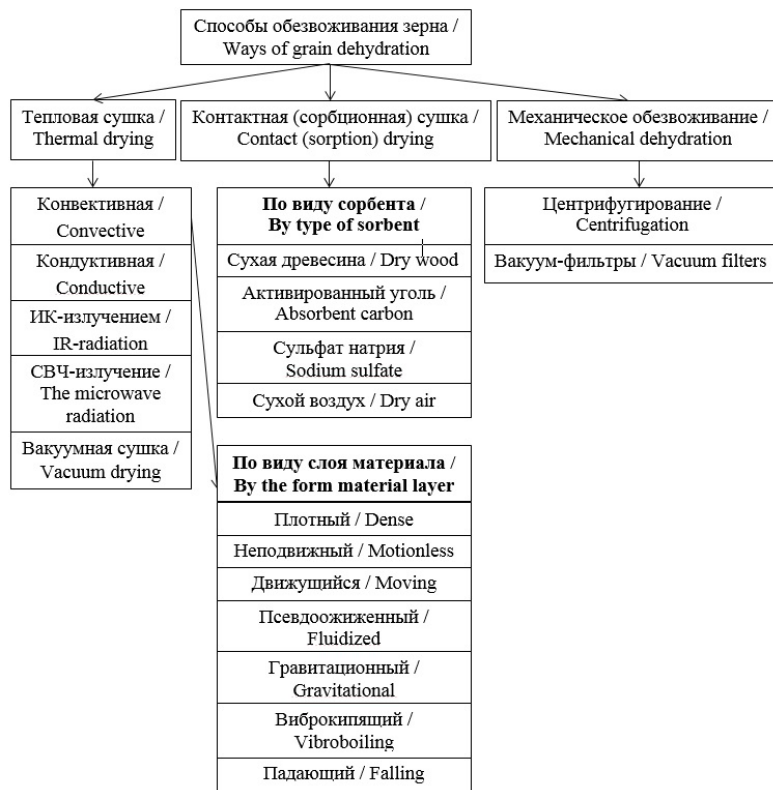 Способы обезвоживания зерна /
Ways of grain dehydration
Тепловая сушка /
Thermal drying
Контактная (сорбционная) сушка /
Contact (sorption) drying
Механическое обезвоживание /
Mechanical dehydration
Конвективная /
Convective
Кондуктивная /
Conductive
ИК-излучением /
IR-radiation
СВЧ-излучение /
The microwave
radiation
Вакуумная сушка /
Vacuum drying
По виду сорбента /
By type of sorbent
Сухая древесина / Dry wood
Активированный уголь /
Absorbent carbon
Сульфат натрия /
Sodium sulfate
Сухой воздух / Dry air
Центрифугирование /
Centrifugation
Вакуум-фильтры / Vacuum filters
По виду слоя материала /
By the form material layer
Плотный / Dense
Неподвижный / Motionless
Движущийся / Moving
Псевдоожиженный /
Fluidized
Гравитационный /
Gravitational
Виброкипящий /
Vibroboiling
Падающий / Falling